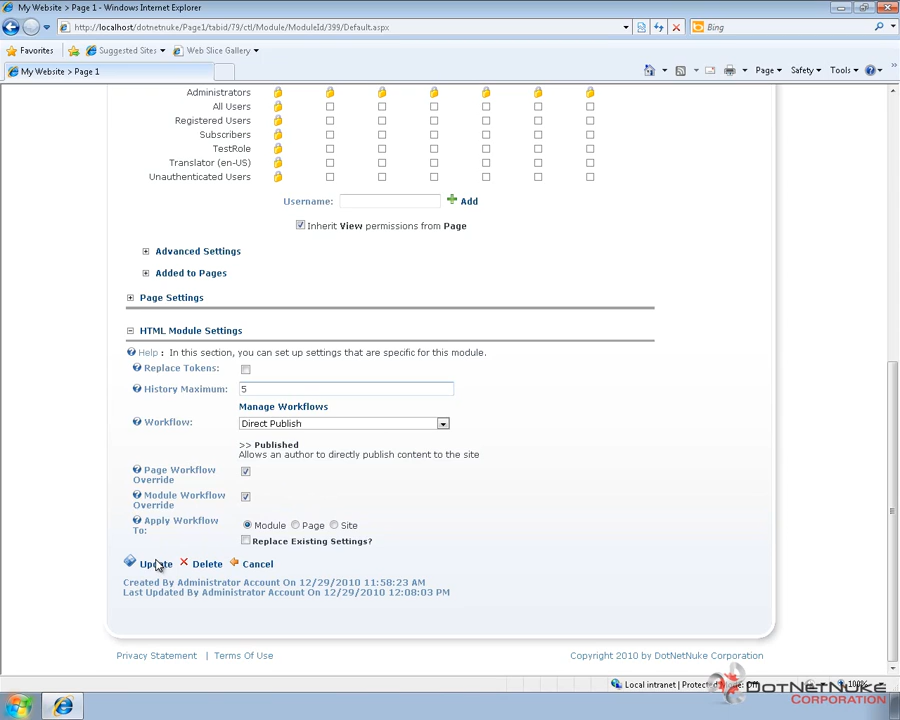 My Website > Page 1 - Windows Internet Explorer
http://localhost/dotnetnuke/Page1/tabid/79/ctl/Module/ModuleId/399/Default.aspx
Bing
Favorites Suggested Sites Web Slice Gallery
My Website > Page 1
Page Safety Tools
Administrators
All Users
Registered Users
Subscribers
TestRole
Translator (en-US)
Unauthenticated Users
Username: Add
Inherit View permissions from Page
Advanced Settings
Added to Pages
Page Settings
HTML Module Settings
Help : In this section, you can set up settings that are specific for this module.
Replace Tokens:
History Maximum: 5
Manage Workflows
Workflow: Direct Publish
>> Published
Allows an author to directly publish content to the site
Page Workflow
Override
Module Workflow
Override
Apply Workflow
To:
Module Page Site
Replace Existing Settings?
Update Delete Cancel
Created By Administrator Account On 12/29/2010 11:58:23 AM
Last Updated By Administrator Account On 12/29/2010 12:08:03 PM
Privacy Statement | Terms Of Use
Copyright 2010 by DotNetNuke Corporation
Local intranet | Protected Mode: Off
100%
DOTNETNUKE
CORPORATION